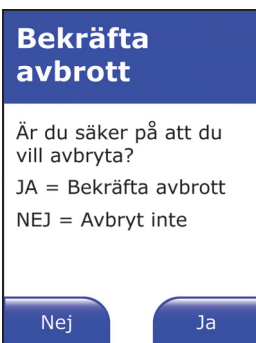 Bekräfta
avbrott
Är du säker på att du
vill avbryta?
JA = Bekräfta avbrott
NEJ = Avbryt inte
Nej
Ja